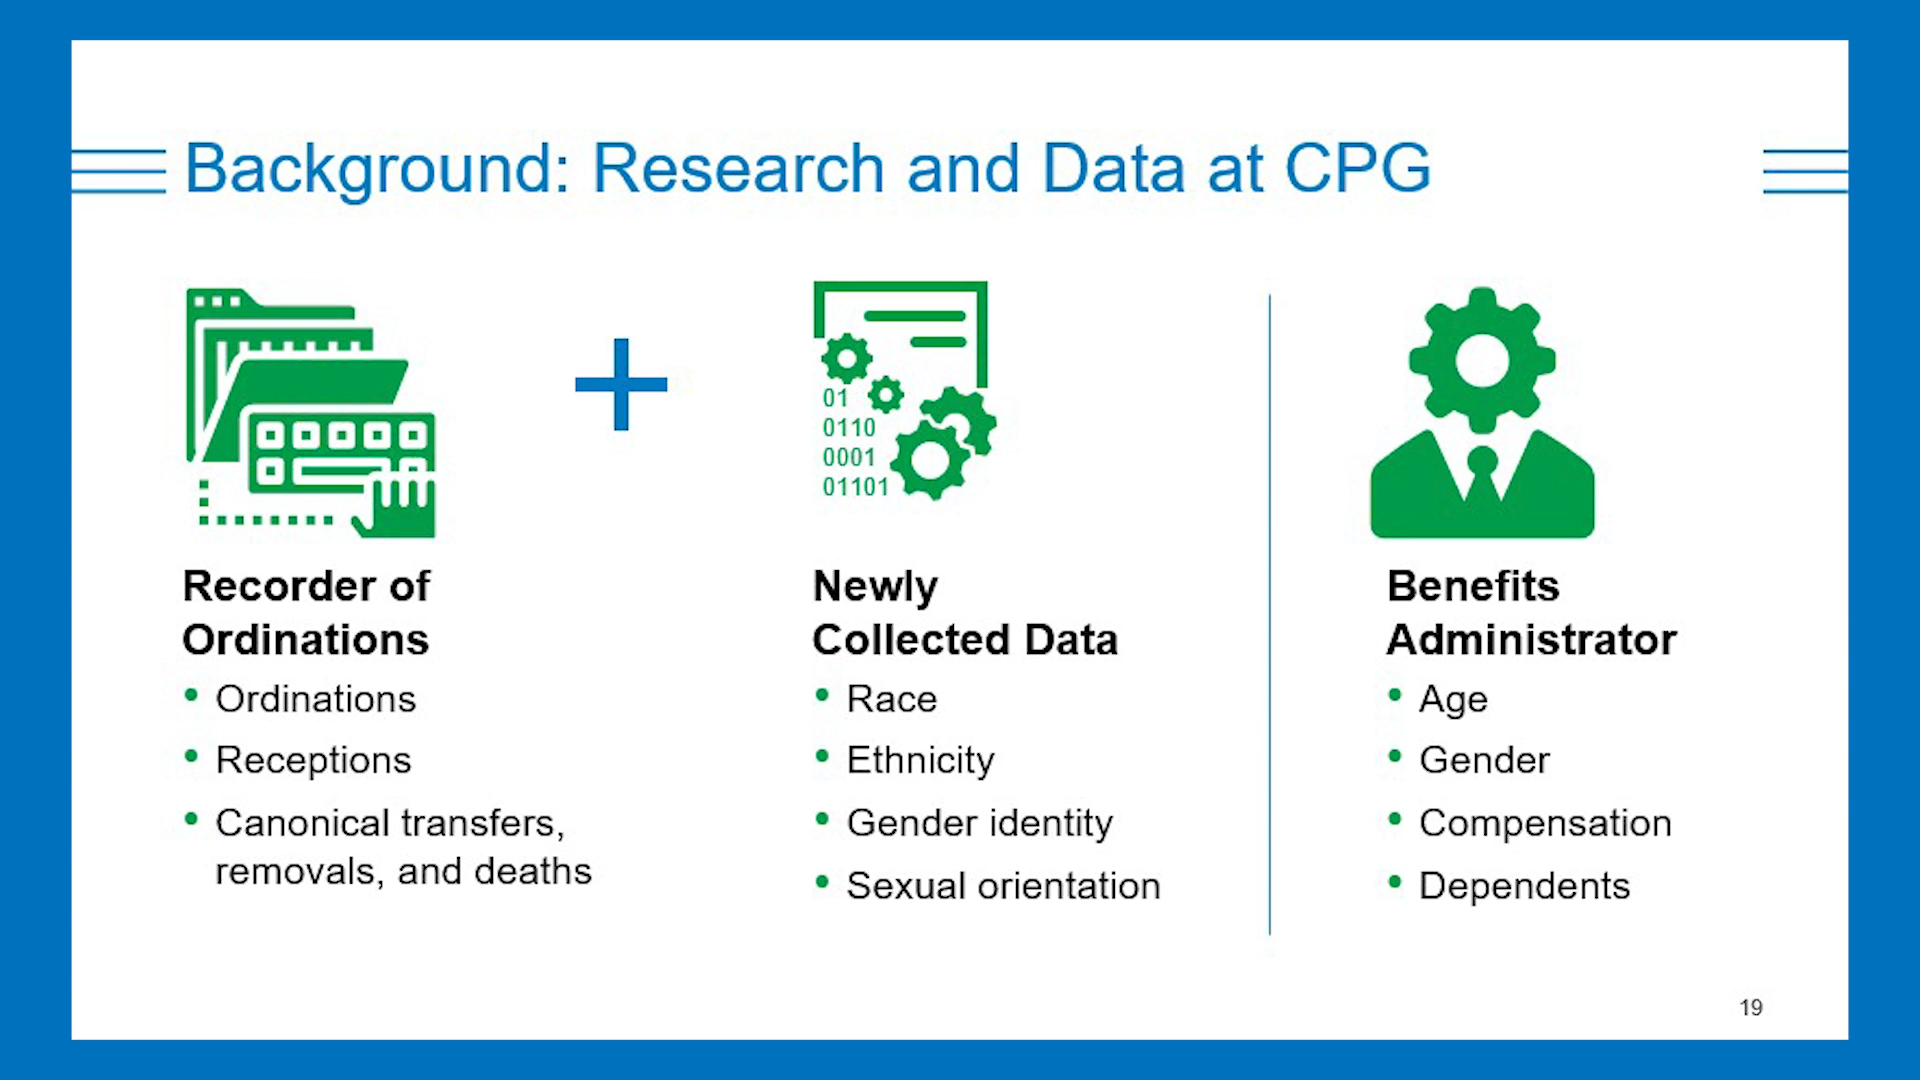 Background: Research and Data at CPG
01
0110
0001
01101
Recorder of
Ordinations
• Ordinations
• Receptions
• Canonical transfers,
removals, and deaths
Newly
Collected Data
• Race
• Ethnicity
• Gender identity
• Sexual orientation
Benefits
Administrator
• Age
• Gender
• Compensation
• Dependents
19